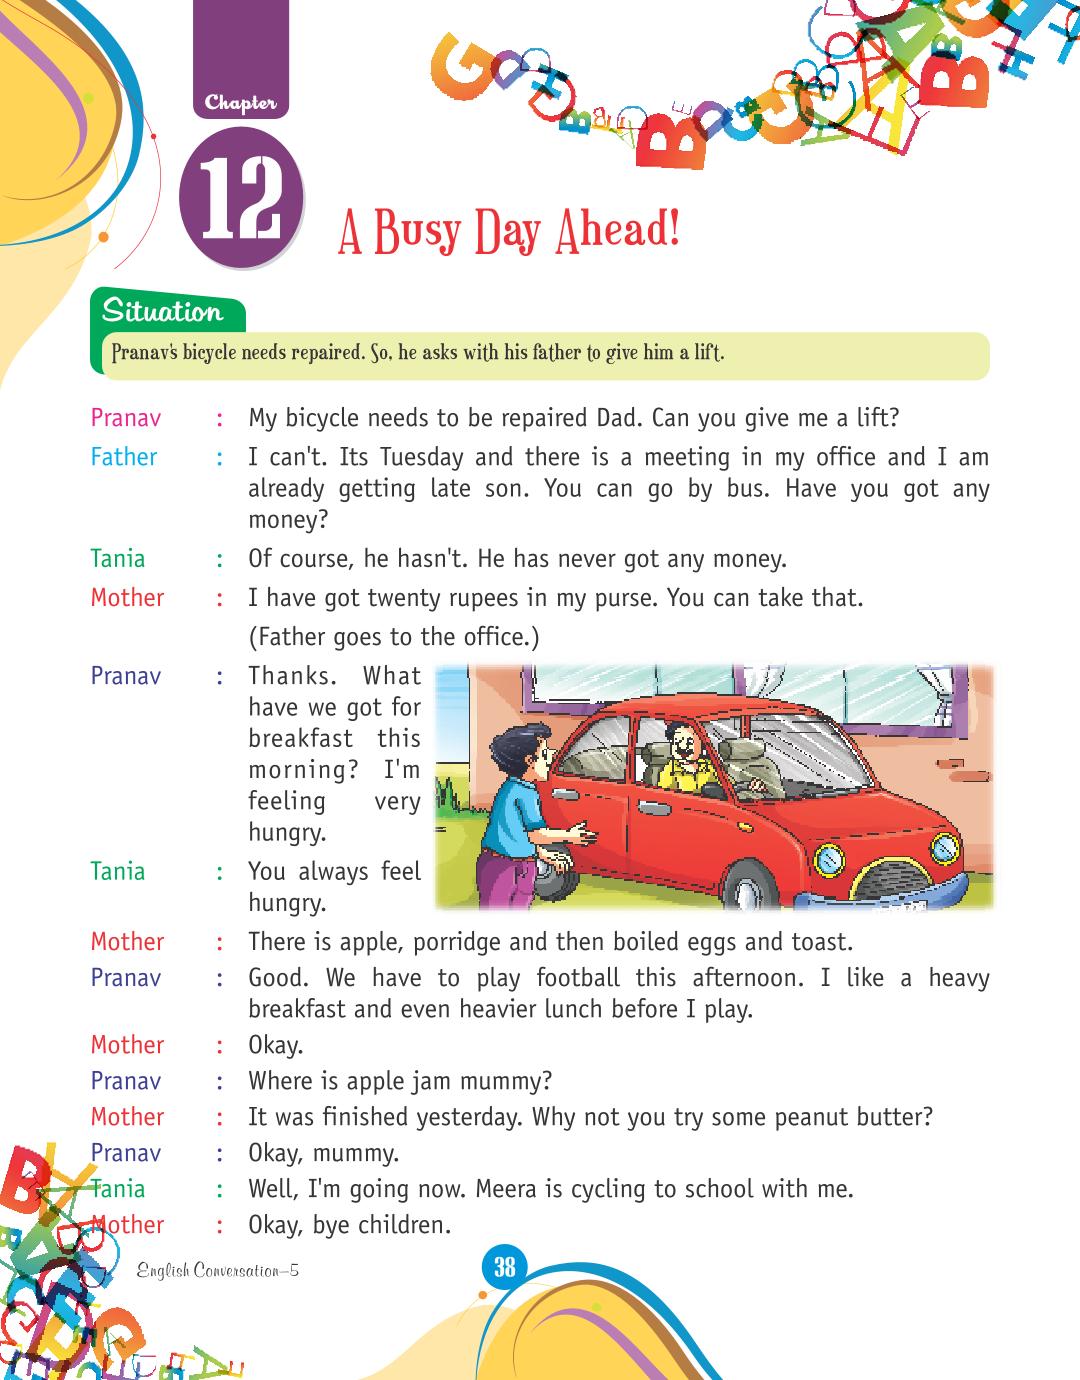 Chapter
12
A Busy Day Ahead!
Situation
Pranav's bicycle needs repaired. So, he asks with his father to give him a lift.
Pranav : My bicycle needs to be repaired Dad. Can you give me a lift?
Father : I can't. Its Tuesday and there is a meeting in my office and I am
already getting late son. You can go by bus. Have you got any
money?
Tania : Of course, he hasn't. He has never got any money.
Mother : I have got twenty rupees in my purse. You can take that.
(Father goes to the office.)
Pranav : Thanks. What
have we got for
breakfast this
morning? I'm
feeling very
hungry.
Tania : You always feel
hungry.
Mother : There is apple, porridge and then boiled eggs and toast.
Pranav : Good. We have to play football this afternoon. I like a heavy
breakfast and even heavier lunch before I play.
Mother : Okay.
Pranav : Where is apple jam mummy?
Mother : It was finished yesterday. Why not you try some peanut butter?
Pranav : Okay, mummy.
Tania : Well, I'm going now. Meera is cycling to school with me.
Mother : Okay, bye children.
English Conversation–5
38